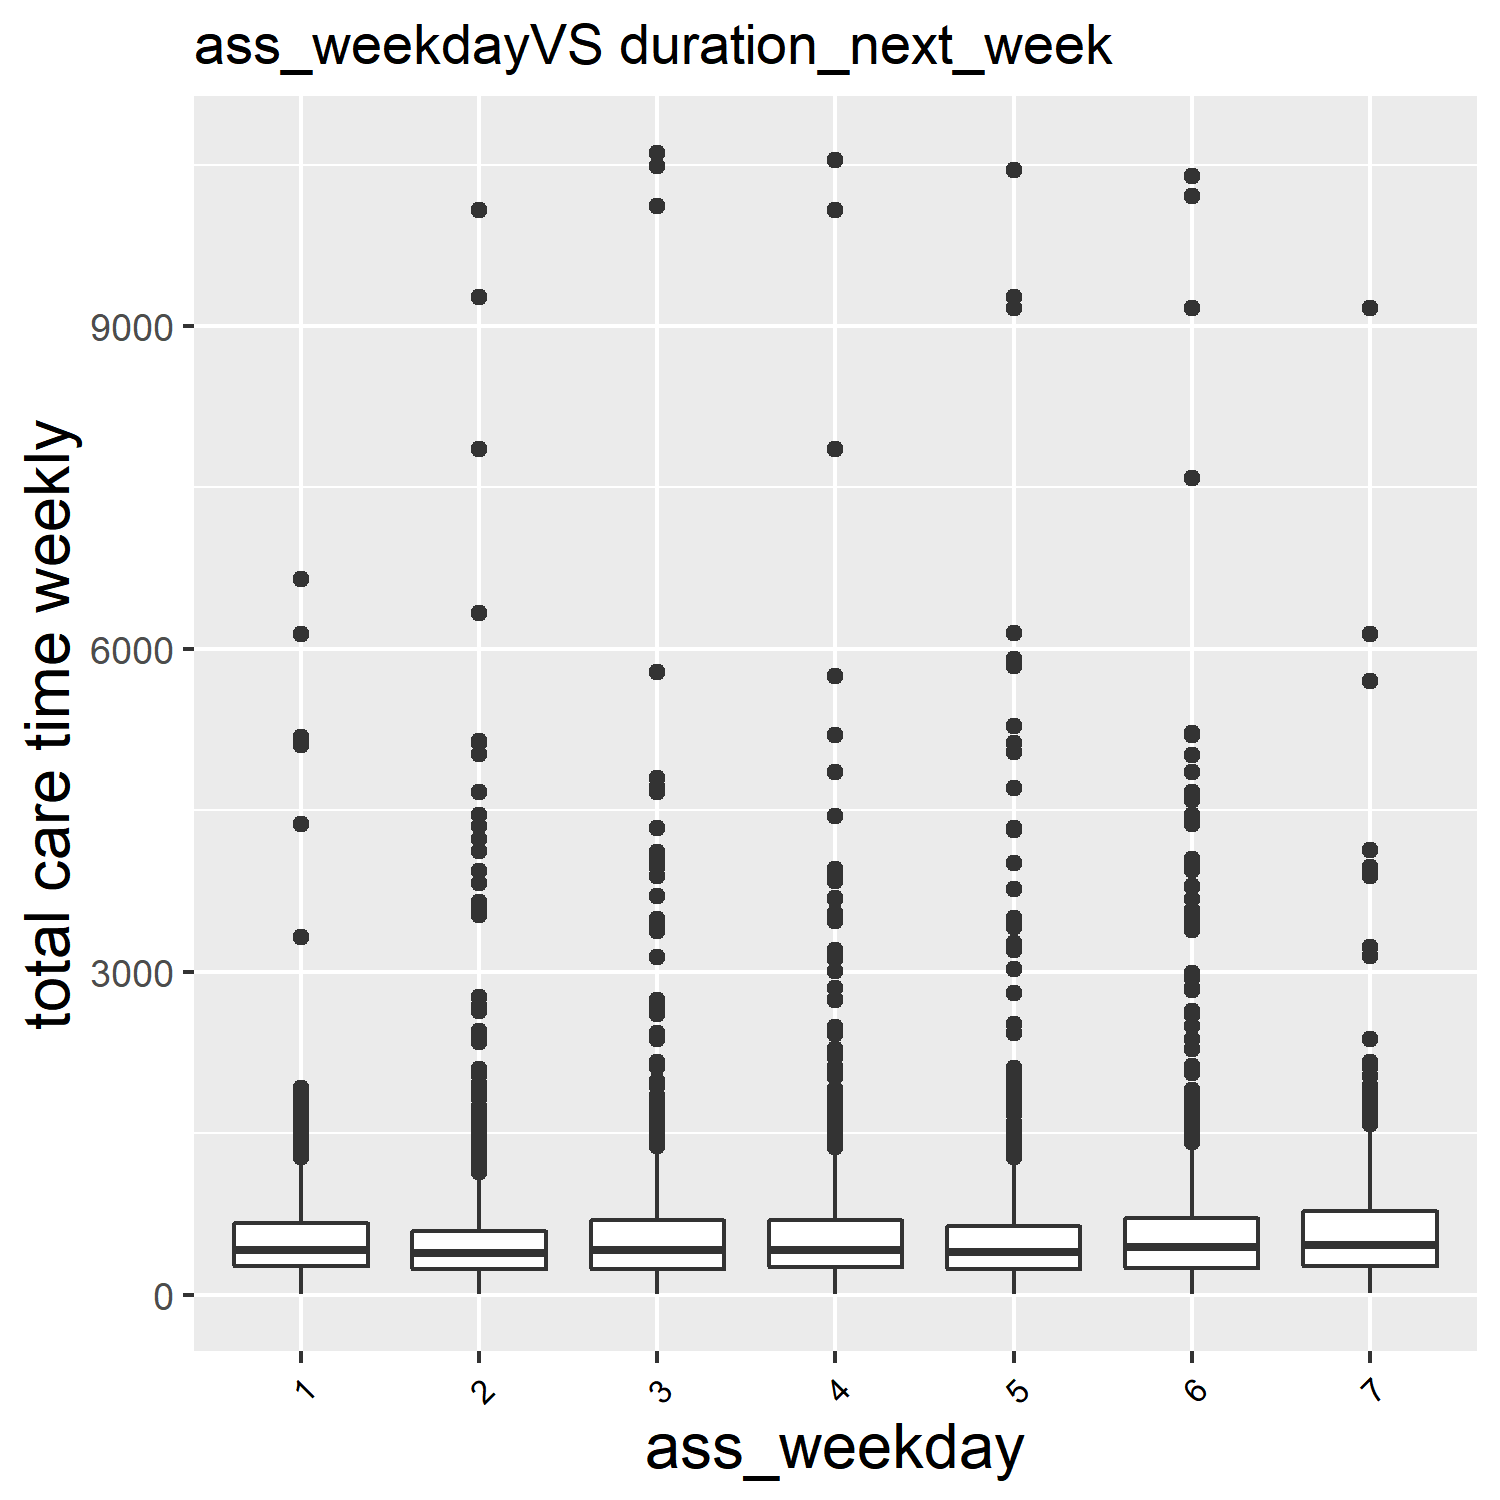 ass_weekdayVS duration_next_week
total care time weekly
9000
6000
3000
0
1 2 3 4 5 6 7
ass_weekday